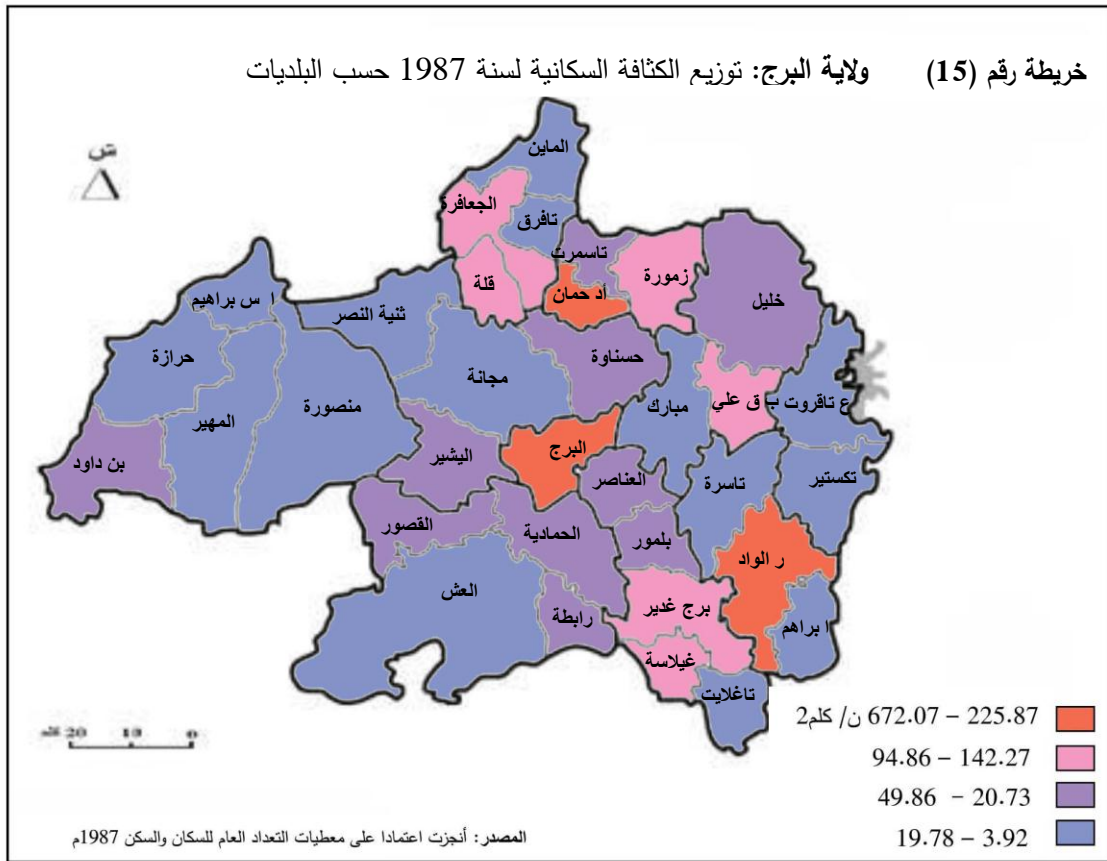 خريطة رقم (15) ولاية البرج: توزيع الكثافة السكانية لسنة 1987 حسب البلديات
ش
الماين
الجعافرة
تافرق
تاسمرت
زمورة
قلة
أد حمان
خليل
ا س براهيم
ثنية النصر
حسناوة
حرازة
مجانة
مبارك
ب ق علي
ع تاقروت
المهير
منصورة
البرج
بن داود
اليشير
العناصر
تاسرة
تكستير
القصور
الحمادية
بلمور
ر الواد
العش
رابطة
برج غدير
ا براهم
غيلاسة
تاغلايت
672.07 – 225.87 ن/ كلم2
94.86 – 142.27
49.86 - 20.73
19.78 – 3.92
0 10 20 كلم
المصدر: أنجزت اعتمادا على معطيات التعداد العام للسكان والسكن 1987م